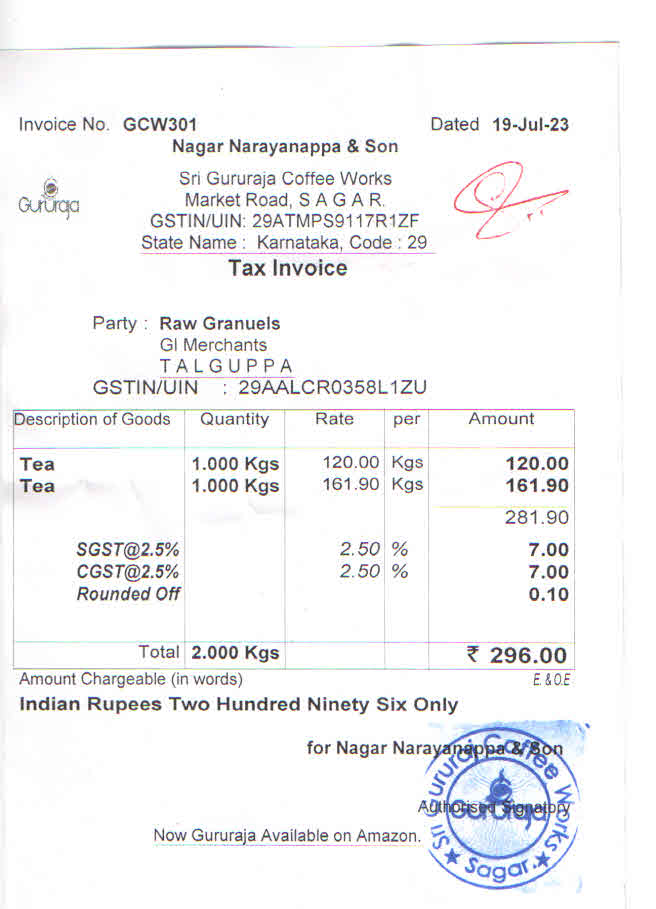 Invoice No. GCW301 Dated 19-Jul-23
Nagar Narayanappa & Son
Gururaja
Sri Gururaja Coffee Works
Market Road, S A G A R.
GSTIN/UIN: 29ATMPS9117R1ZF
State Name : Karnataka, Code : 29
Tax Invoice
Party : Raw Granuels
GI Merchants
T A L G U P P A
GSTIN/UIN : 29AALCR0358L1ZU
Description of Goods Quantity Rate per Amount
Tea 1.000 Kgs 120.00 Kgs 120.00
Tea 1.000 Kgs 161.90 Kgs 161.90
281.90
SGST@2.5% 2.50 % 7.00
CGST@2.5% 2.50 % 7.00
Rounded Off 0.10
Total 2.000 Kgs ₹ 296.00
Amount Chargeable (in words) E. & O.E
Indian Rupees Two Hundred Ninety Six Only
for Nagar Narayanappa & Son
Authorised Signatory
Now Gururaja Available on Amazon.
Sri Gururaj Coffee Works
Gururaja
★ Sagar. ★